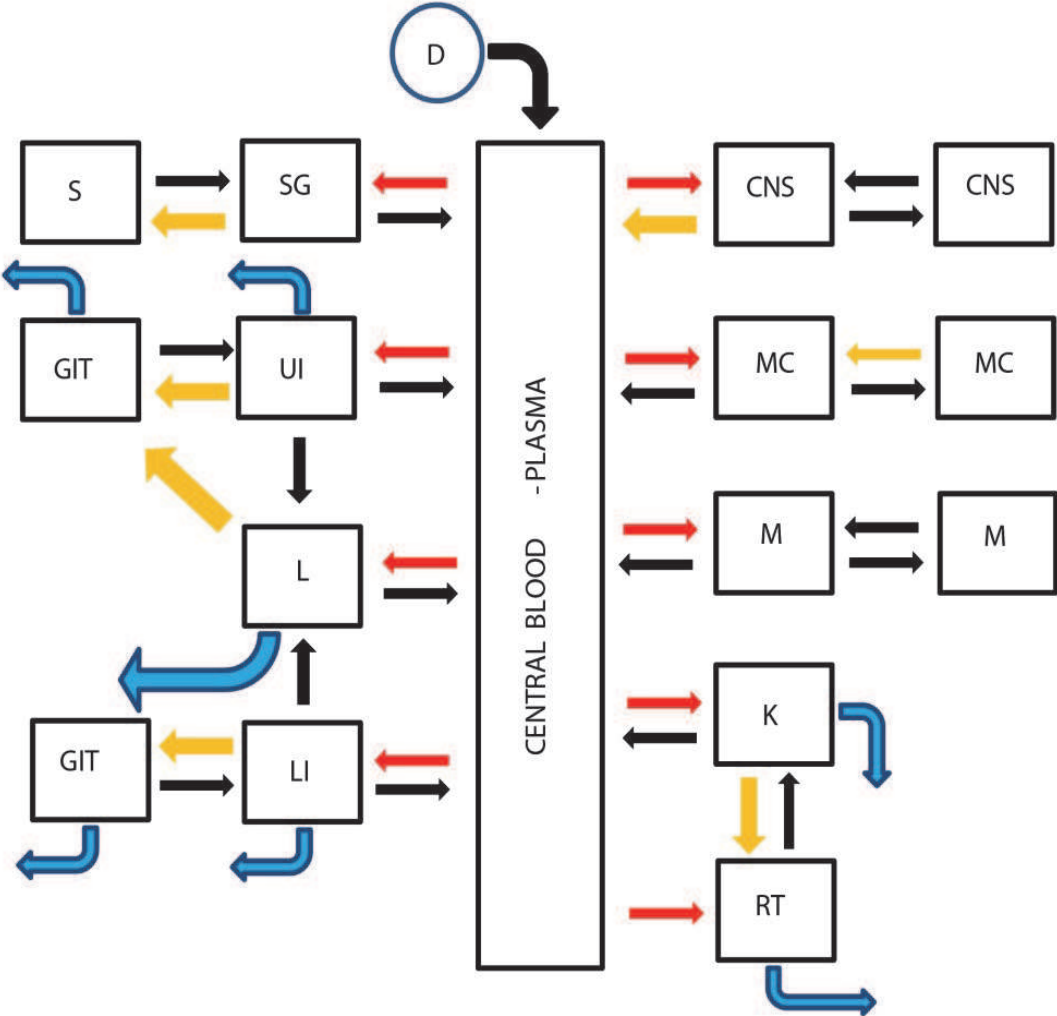 D
S
SG
CNS
CNS
GIT
UI
MC
MC
L
M
M
GIT
LI
K
RT
CENTRAL BLOOD -PLASMA